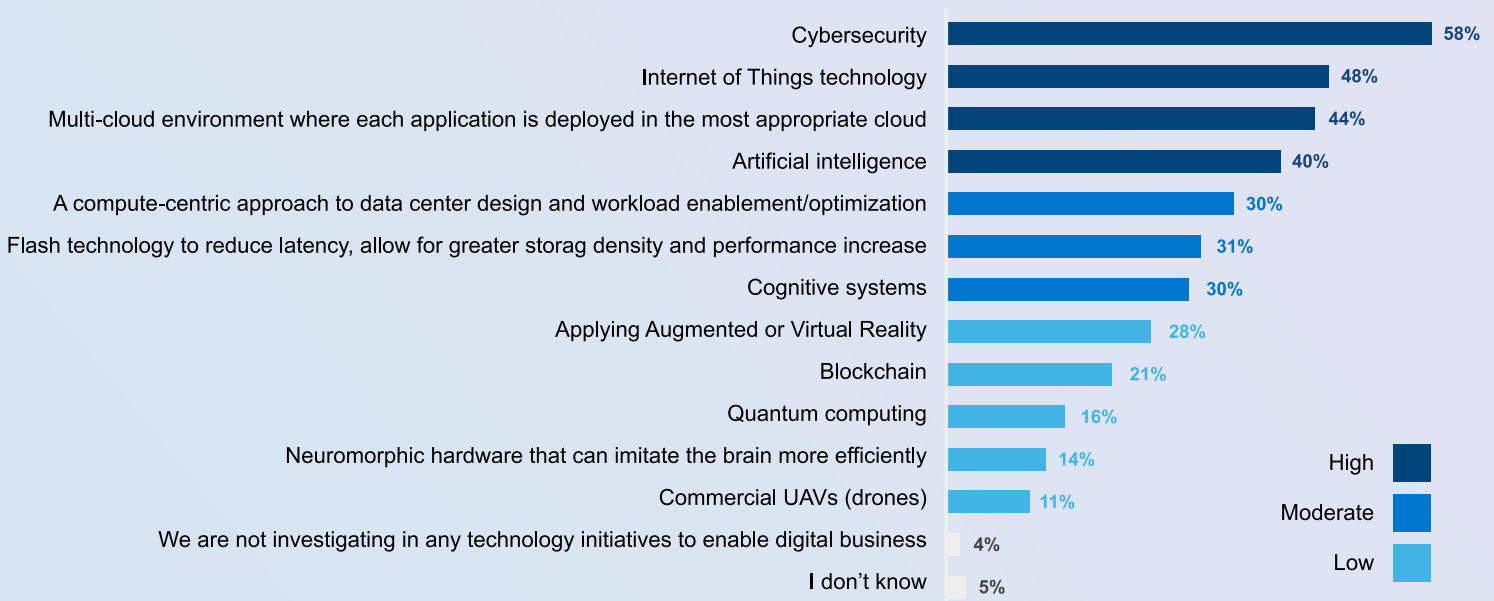 Cybersecurity 58%
Internet of Things technology 48%
Multi-cloud environment where each application is deployed in the most appropriate cloud 44%
Artificial intelligence 40%
A compute-centric approach to data center design and workload enablement/optimization 30%
Flash technology to reduce latency, allow for greater storag density and performance increase 31%
Cognitive systems 30%
Applying Augmented or Virtual Reality 28%
Blockchain 21%
Quantum computing 16%
Neuromorphic hardware that can imitate the brain more efficiently 14%
Commercial UAVs (drones) 11%
We are not investigating in any technology initiatives to enable digital business 4%
I don’t know 5%
High
Moderate
Low